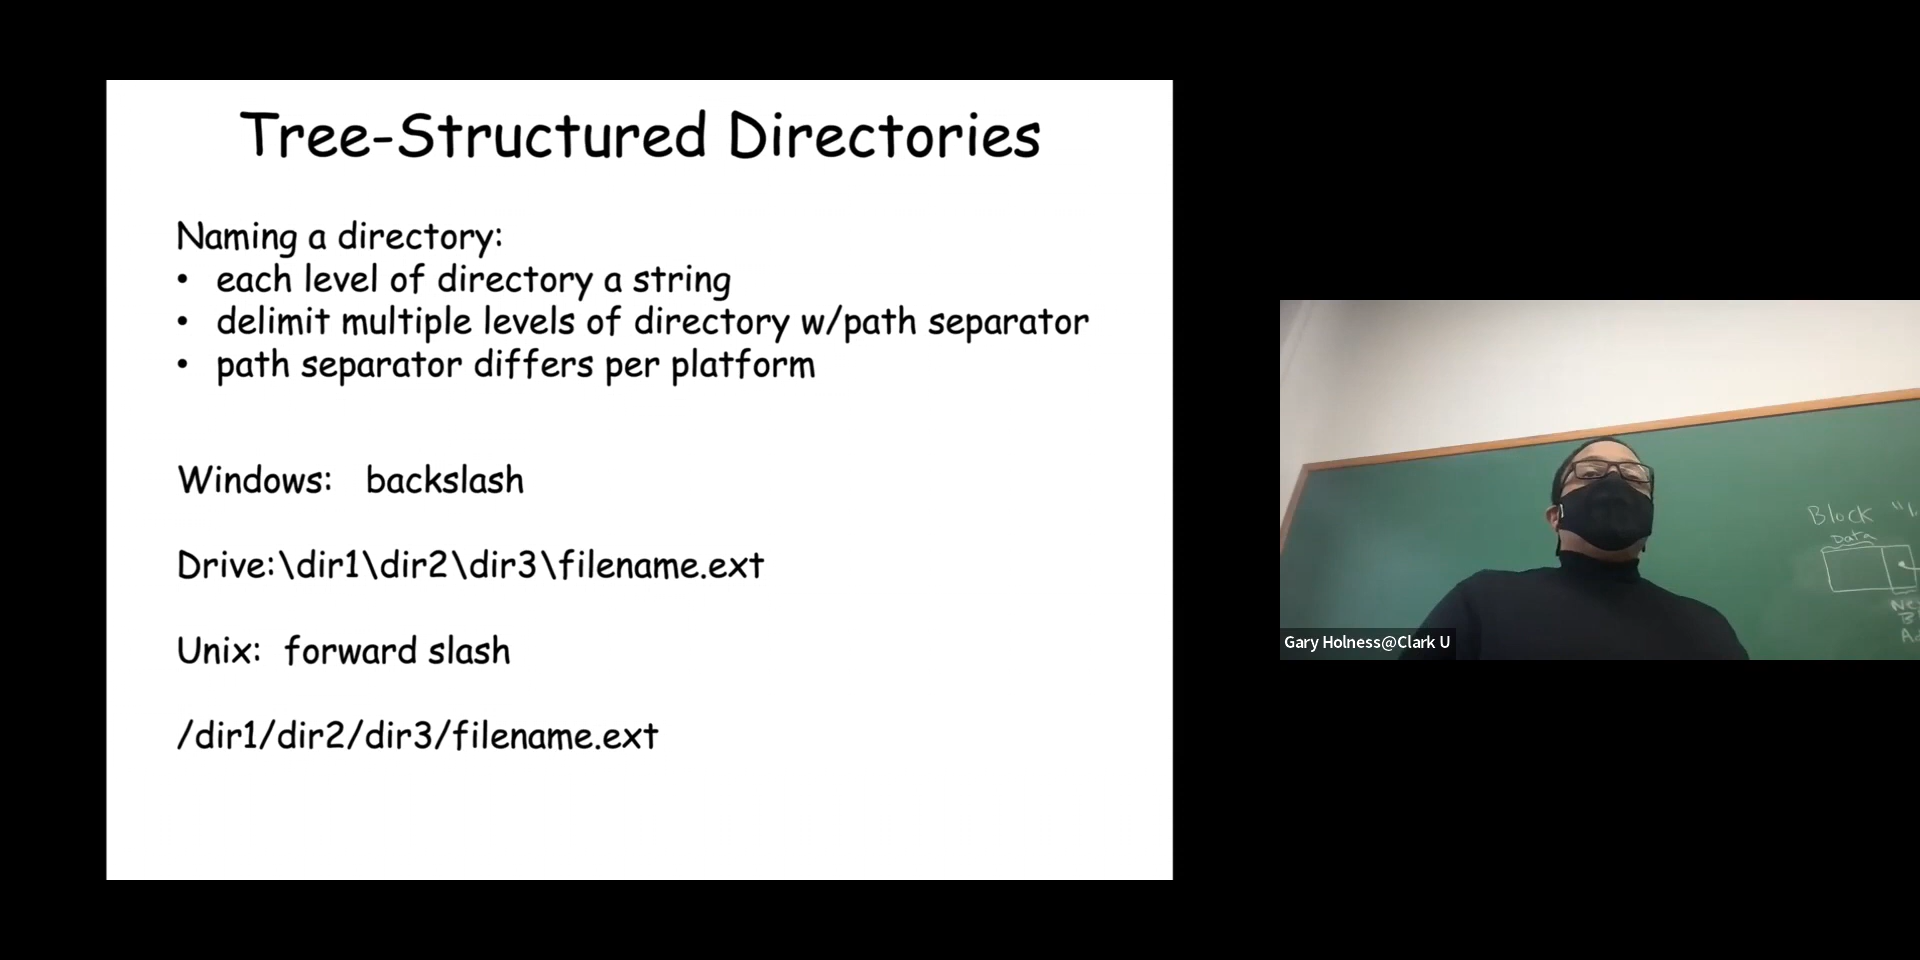 Tree-Structured Directories
Naming a directory:
• each level of directory a string
• delimit multiple levels of directory w/path separator
• path separator differs per platform
Windows: backslash
Drive:\dir1\dir2\dir3\filename.ext
Unix: forward slash
/dir1/dir2/dir3/filename.ext
Block
Data
Gary Holness@Clark U